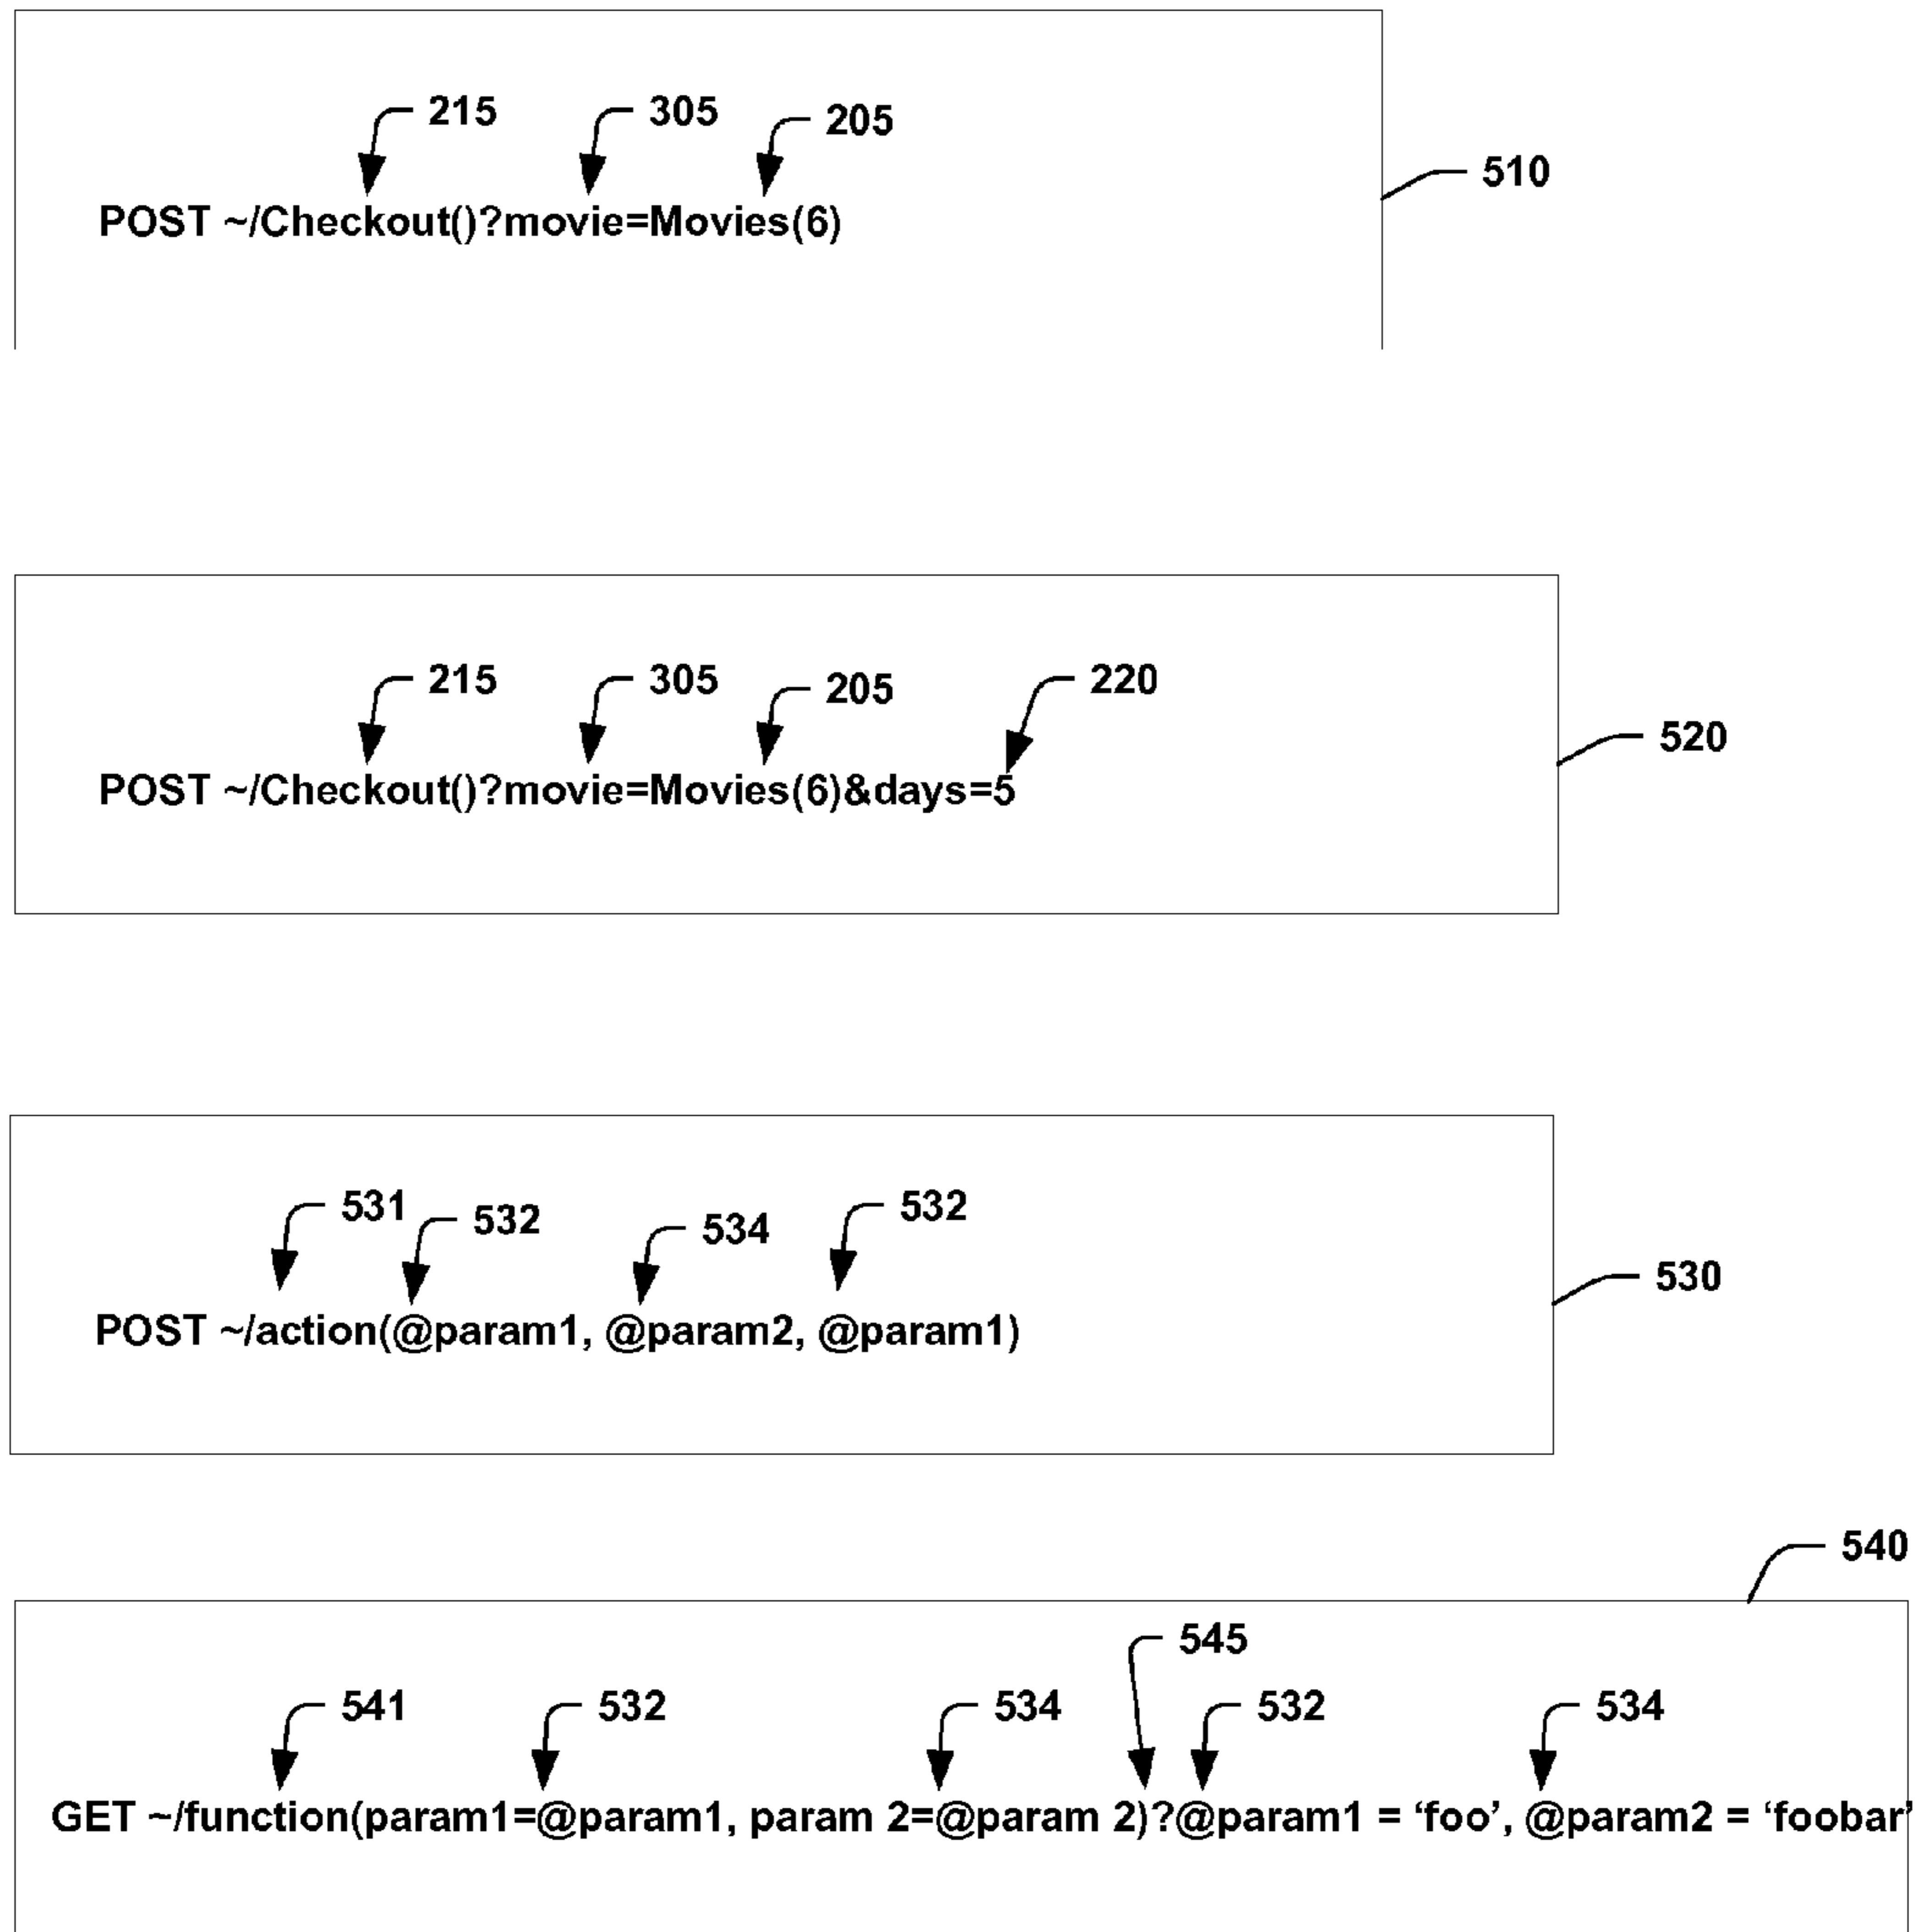 215 305 205
510
POST ~/Checkout()?movie=Movies(6)
215 305 205 220
520
POST ~/Checkout()?movie=Movies(6)&days=5
531 532 534 532
530
POST ~/action(@param1, @param2, @param1)
540
545
541 532 534 532 534
GET ~/function(param1=@param1, param 2=@param 2)?@param1 = ‘foo’, @param2 = ‘foobar’